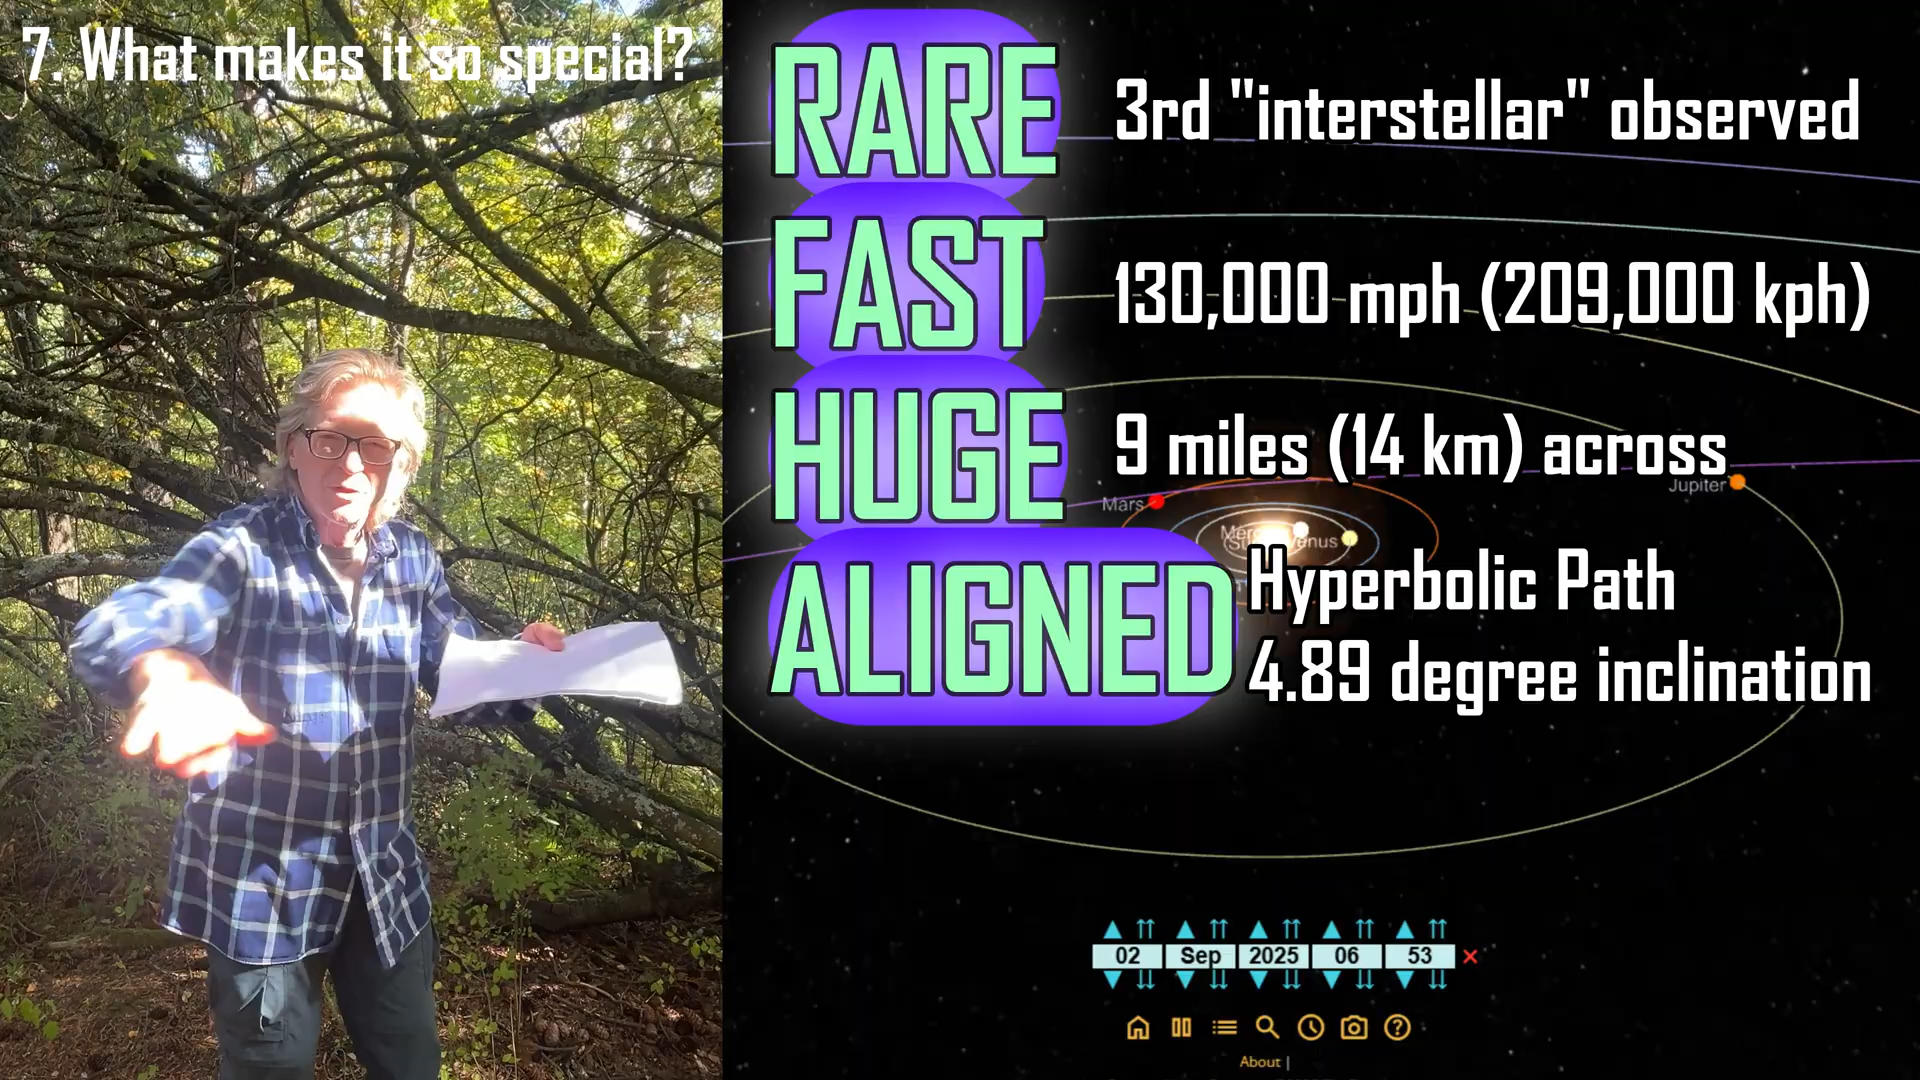 7. What makes it so special?
RARE
3rd "interstellar" observed
FAST
130,000 mph (209,000 kph)
HUGE
9 miles (14 km) across
Jupiter
Mars
ALIGNED
Hyperbolic Path
4.89 degree inclination
02 Sep 2025 06 53
About |